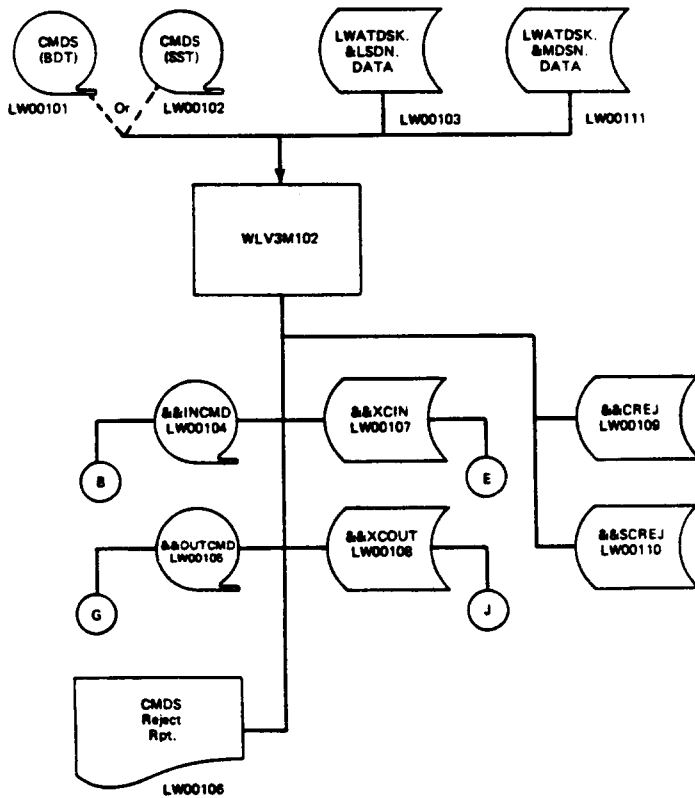 CMDS
(BDT)
LW00101
Or
CMDS
(SST)
LW00102
LWATDSK.
&LSDN.
DATA
LW00103
LWATDSK.
&MDSN.
DATA
LW00111
WLV3M102
&&INCMD
LW00104
&&XCIN
LW00107
&&CREJ
LW00109
B
E
&&OUTCMD
LW00105
&&XCOUT
LW00108
&&SCREJ
LW00110
G
J
CMDS
Reject
Rpt.
LW00106